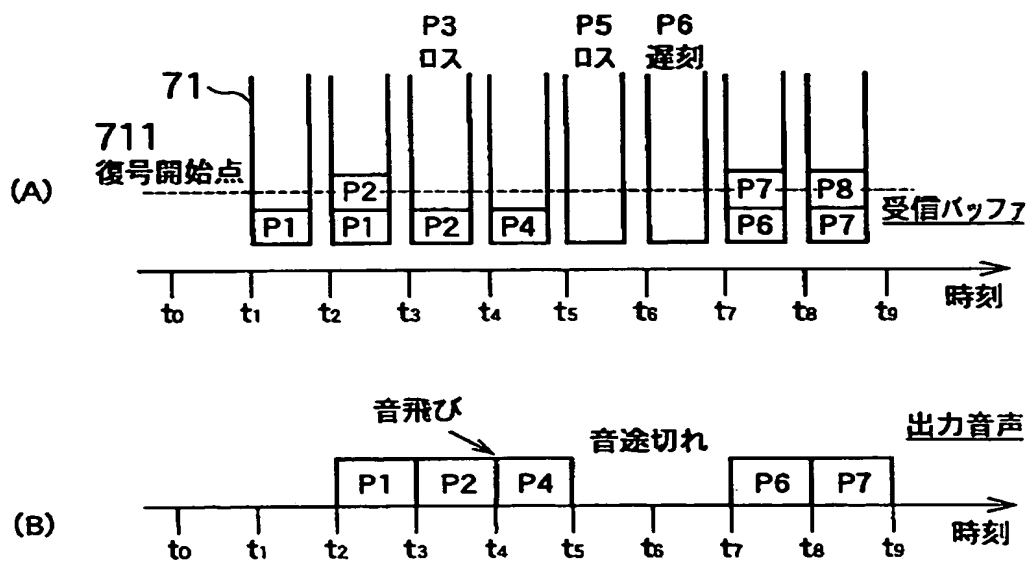 P3 P5 P6
ロス ロス 遅刻
71
711
復号開始点
(A)
P2 P7 P8
P1 P1 P2 P4 P6 P7
受信バッファ
t0 t1 t2 t3 t4 t5 t6 t7 t8 t9
時刻
音飛び
音途切れ
出力音声
P1 P2 P4 P6 P7
(B)
時刻
t0 t1 t2 t3 t4 t5 t6 t7 t8 t9